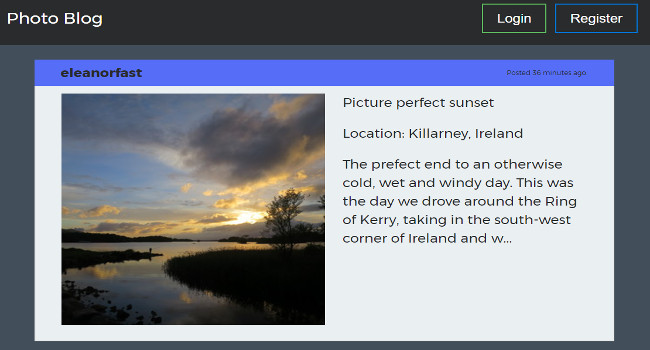 Photo Blog
Login
Register
eleanorfast
Posted 36 minutes ago
Picture perfect sunset
Location: Killarney, Ireland
The prefect end to an otherwise
cold, wet and windy day. This was
the day we drove around the Ring
of Kerry, taking in the south-west
corner of Ireland and w...